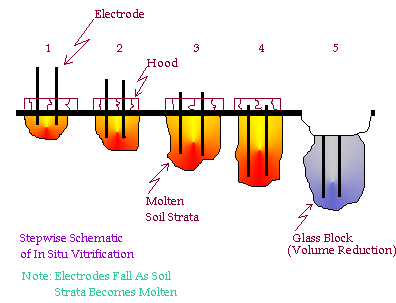 Electrode
1 2 3 4 5
Hood
Molten
Soil Strata
Glass Block
(Volume Reduction)
Stepwise Schematic
of In Situ Vitrification
Note: Electrodes Fall As Soil
Strata Becomes Molten